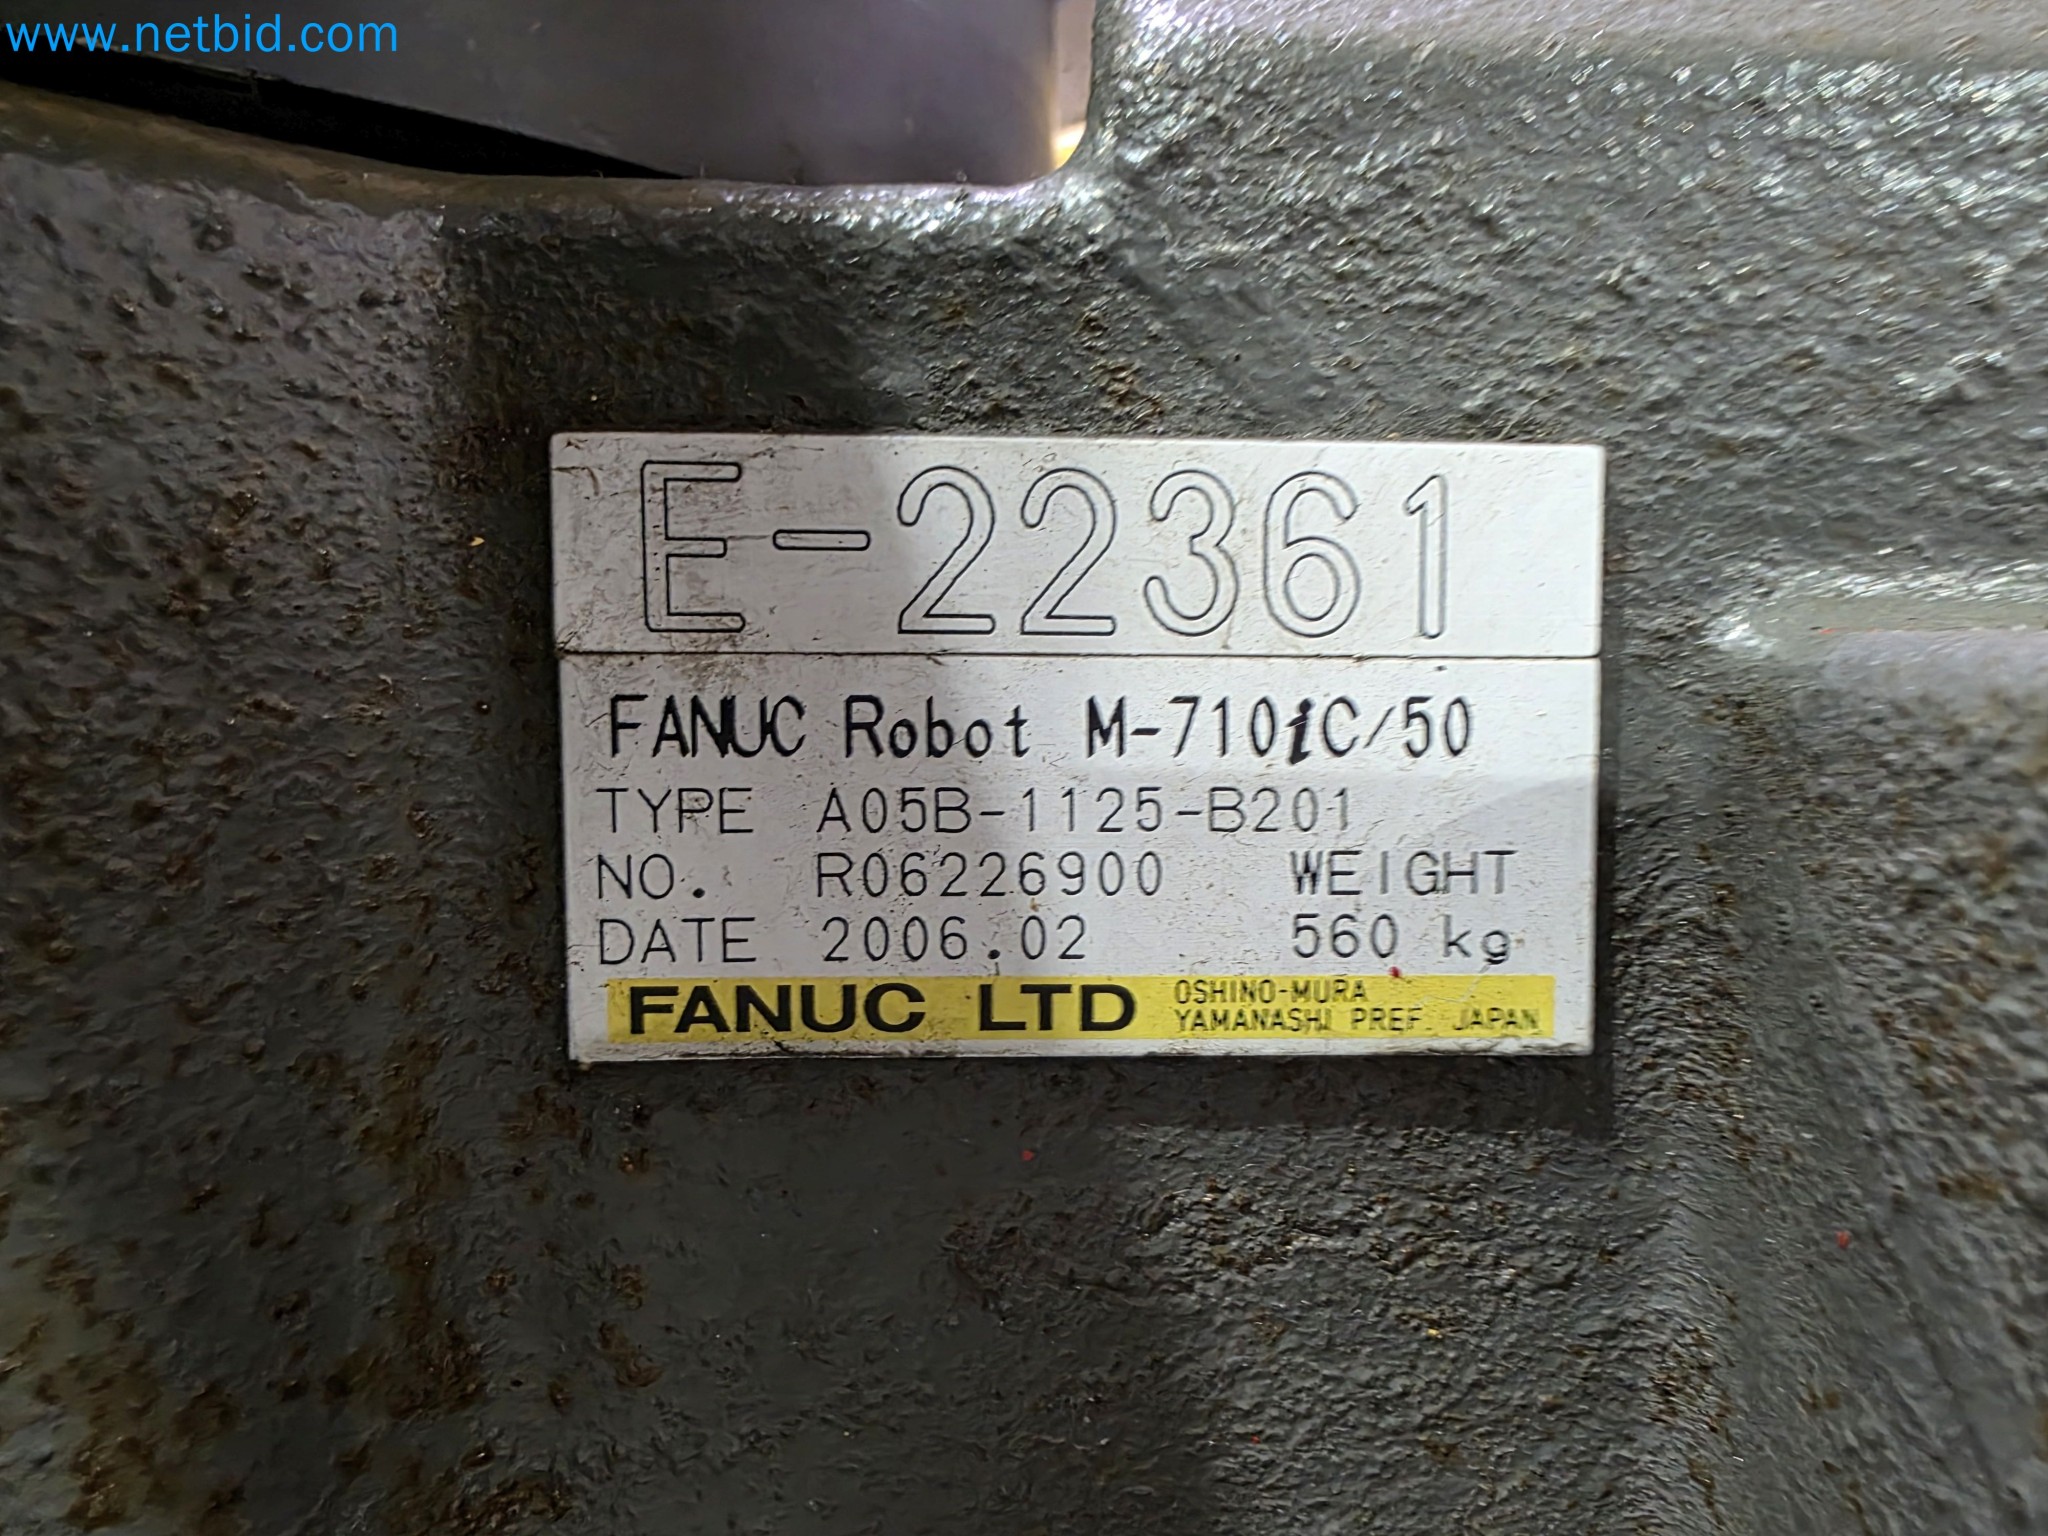 www.netbid.com
E-22361
FANUC Robot M-710iC/50
TYPE A05B-1125-B201
NO. R06226900 WEIGHT
DATE 2006.02 560 kg
FANUC LTD OSHINO-MURA
YAMANASHI PREF. JAPAN